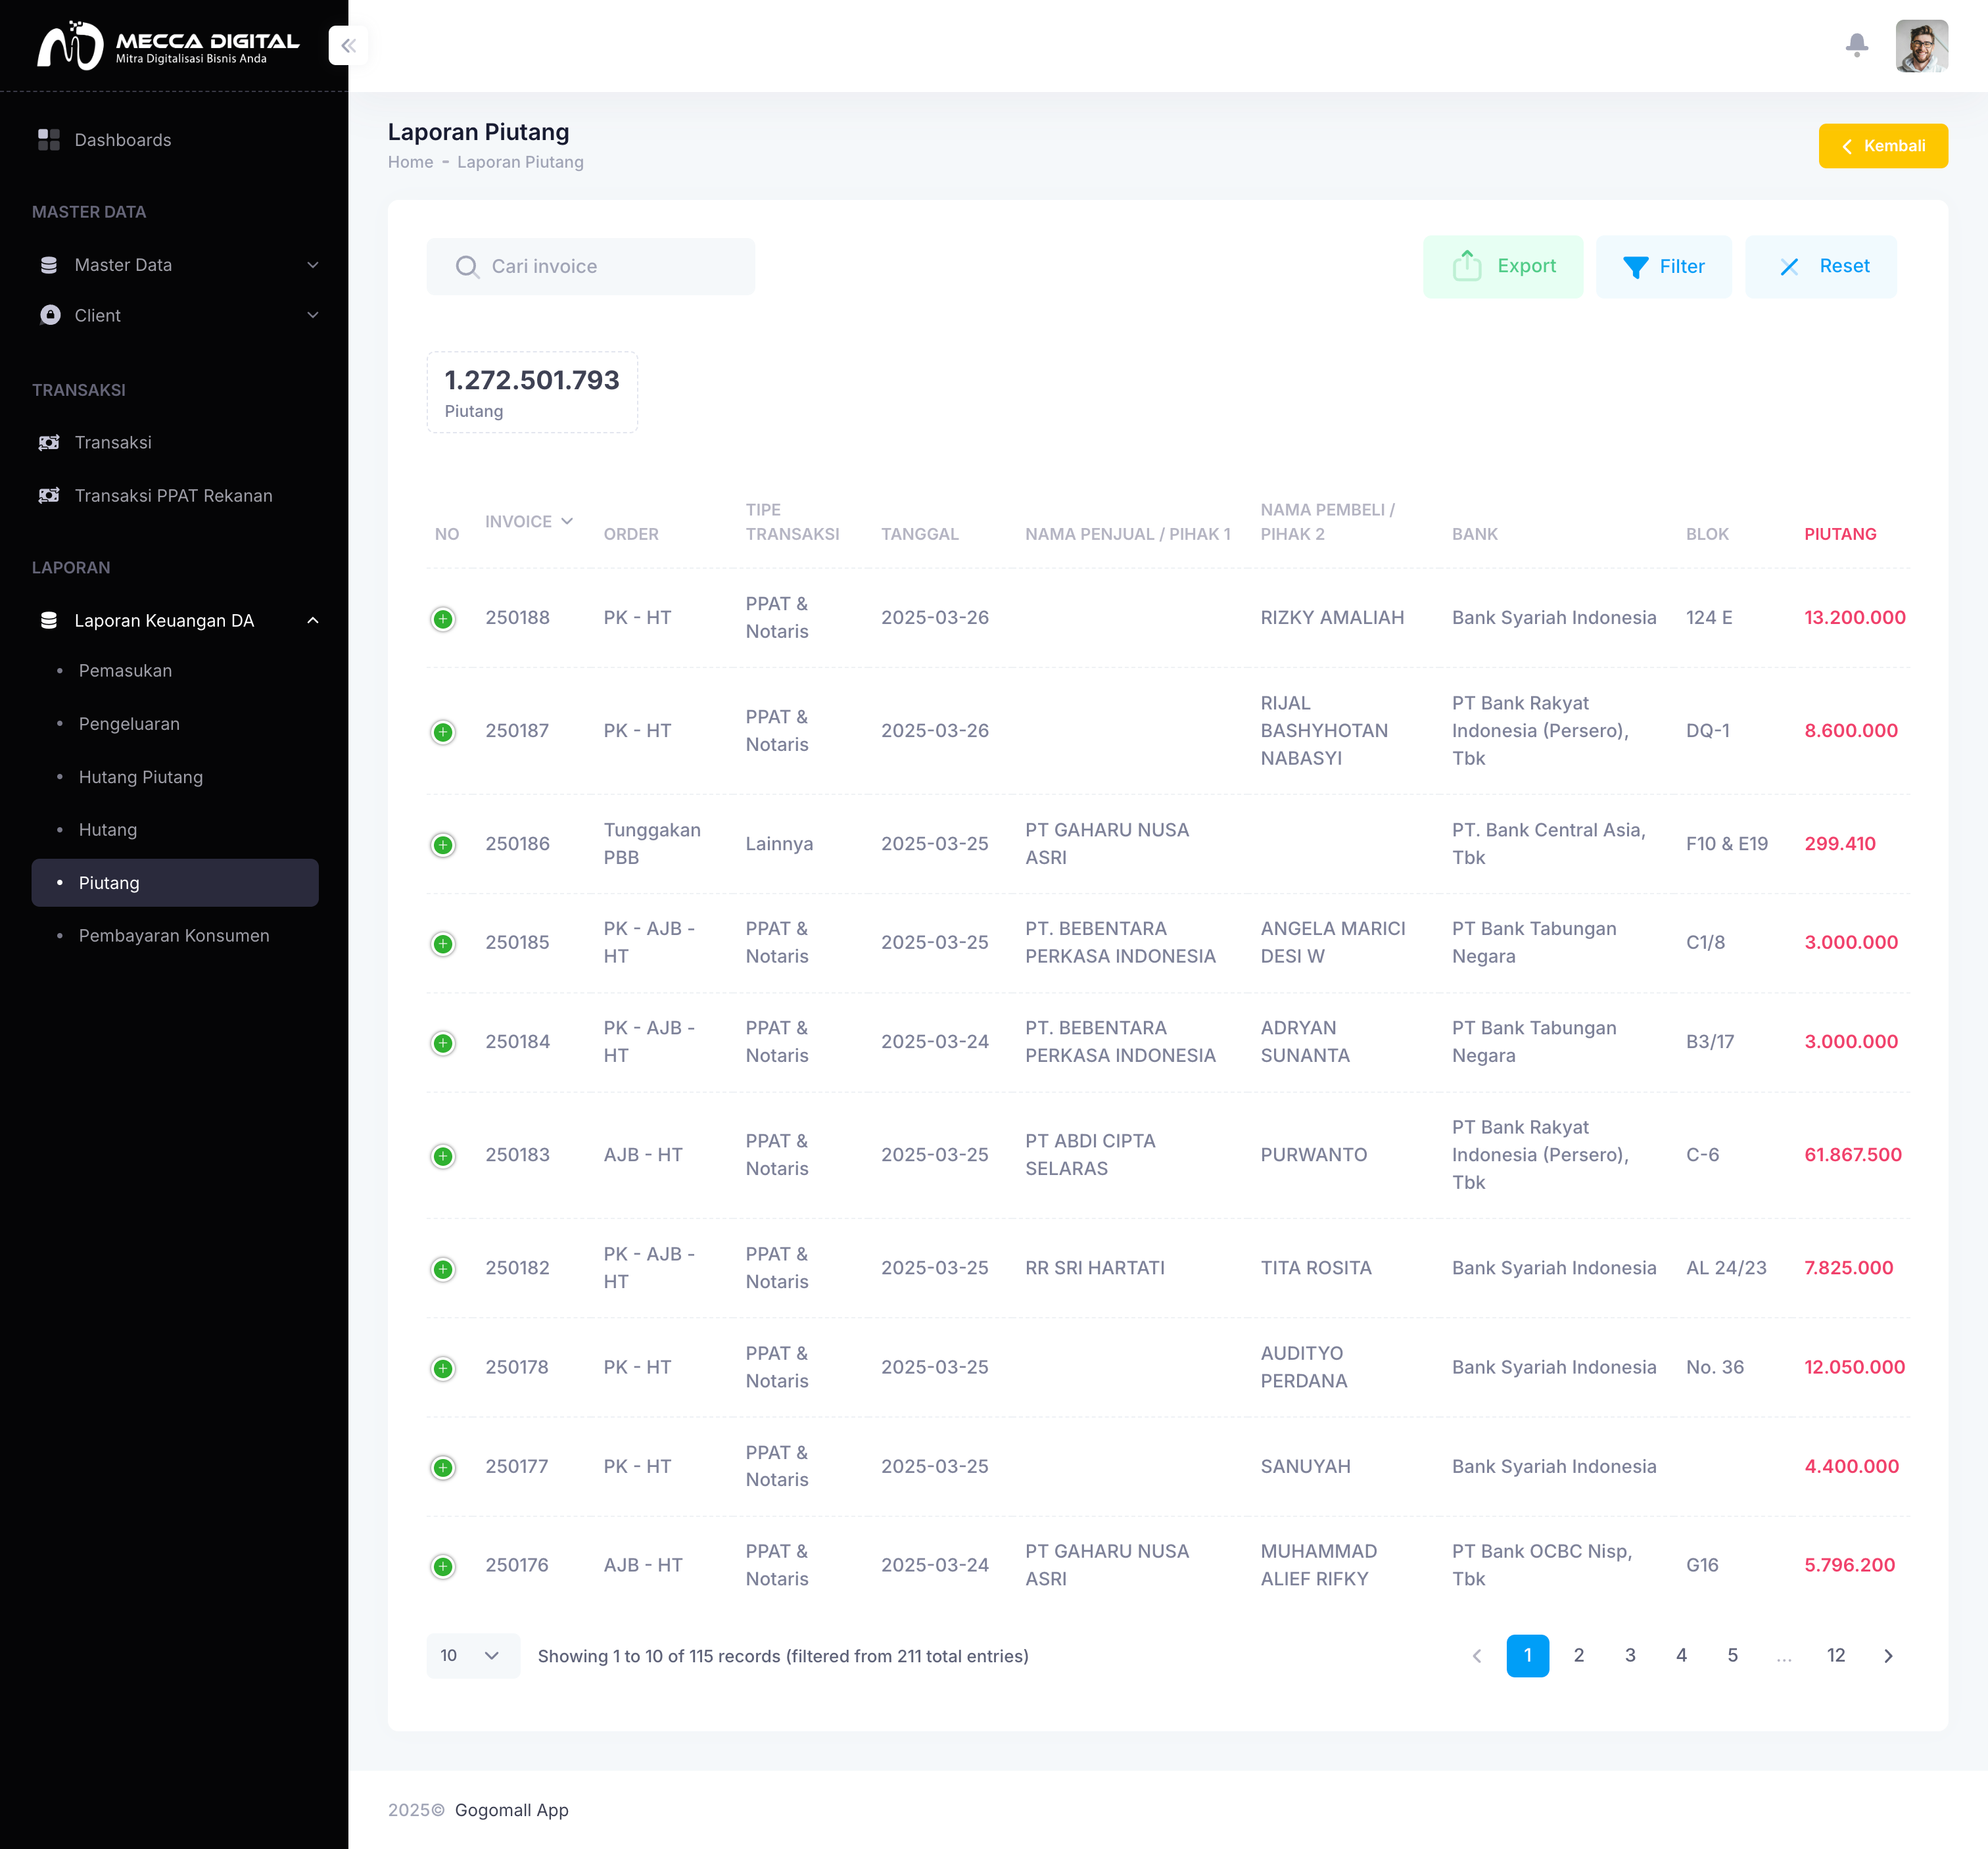 MECCA DIGITAL
Mitra Digitalisasi Bisnis Anda
Dashboards
MASTER DATA
Master Data
Client
TRANSAKSI
Transaksi
Transaksi PPAT Rekanan
LAPORAN
Laporan Keuangan DA
Pemasukan
Pengeluaran
Hutang Piutang
Hutang
Piutang
Pembayaran Konsumen
Laporan Piutang
Home - Laporan Piutang
Kembali
Cari invoice
Export
Filter
Reset
1.272.501.793
Piutang
NO INVOICE ORDER TIPE TRANSAKSI TANGGAL NAMA PENJUAL / PIHAK 1 NAMA PEMBELI / PIHAK 2 BANK BLOK PIUTANG
250188 PK - HT PPAT & Notaris 2025-03-26 RIZKY AMALIAH Bank Syariah Indonesia 124 E 13.200.000
250187 PK - HT PPAT & Notaris 2025-03-26 RIJAL BASHYHOTAN NABASYI PT Bank Rakyat Indonesia (Persero), Tbk DQ-1 8.600.000
250186 Tunggakan PBB Lainnya 2025-03-25 PT GAHARU NUSA ASRI PT. Bank Central Asia, Tbk F10 & E19 299.410
250185 PK - AJB - HT PPAT & Notaris 2025-03-25 PT. BEBENTARA PERKASA INDONESIA ANGELA MARICI DESI W PT Bank Tabungan Negara C1/8 3.000.000
250184 PK - AJB - HT PPAT & Notaris 2025-03-24 PT. BEBENTARA PERKASA INDONESIA ADRYAN SUNANTA PT Bank Tabungan Negara B3/17 3.000.000
250183 AJB - HT PPAT & Notaris 2025-03-25 PT ABDI CIPTA SELARAS PURWANTO PT Bank Rakyat Indonesia (Persero), Tbk C-6 61.867.500
250182 PK - AJB - HT PPAT & Notaris 2025-03-25 RR SRI HARTATI TITA ROSITA Bank Syariah Indonesia AL 24/23 7.825.000
250178 PK - HT PPAT & Notaris 2025-03-25 AUDITYO PERDANA Bank Syariah Indonesia No. 36 12.050.000
250177 PK - HT PPAT & Notaris 2025-03-25 SANUYAH Bank Syariah Indonesia 4.400.000
250176 AJB - HT PPAT & Notaris 2025-03-24 PT GAHARU NUSA ASRI MUHAMMAD ALIEF RIFKY PT Bank OCBC Nisp, Tbk G16 5.796.200
10 Showing 1 to 10 of 115 records (filtered from 211 total entries)
1 2 3 4 5 ... 12
2025© Gogomall App